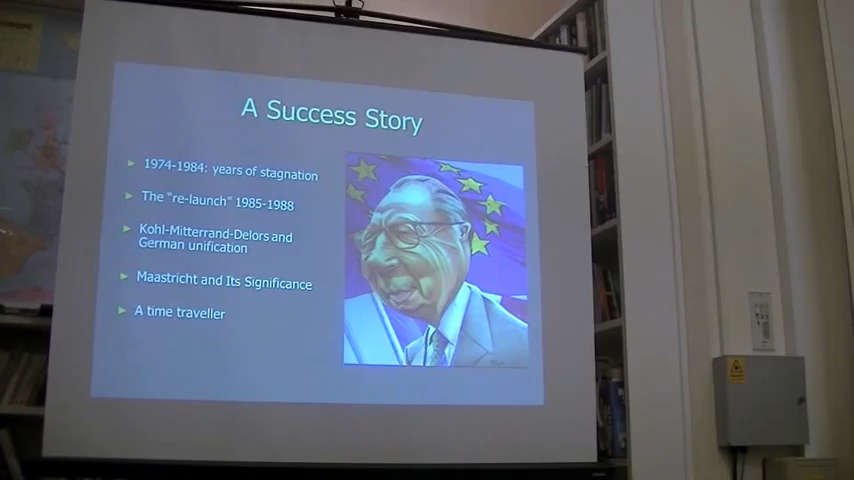 A Success Story
1974-1984: years of stagnation
The "re-launch" 1985-1988
Kohl-Mitterrand-Delors and
German unification
Maastricht and Its Significance
A time traveller